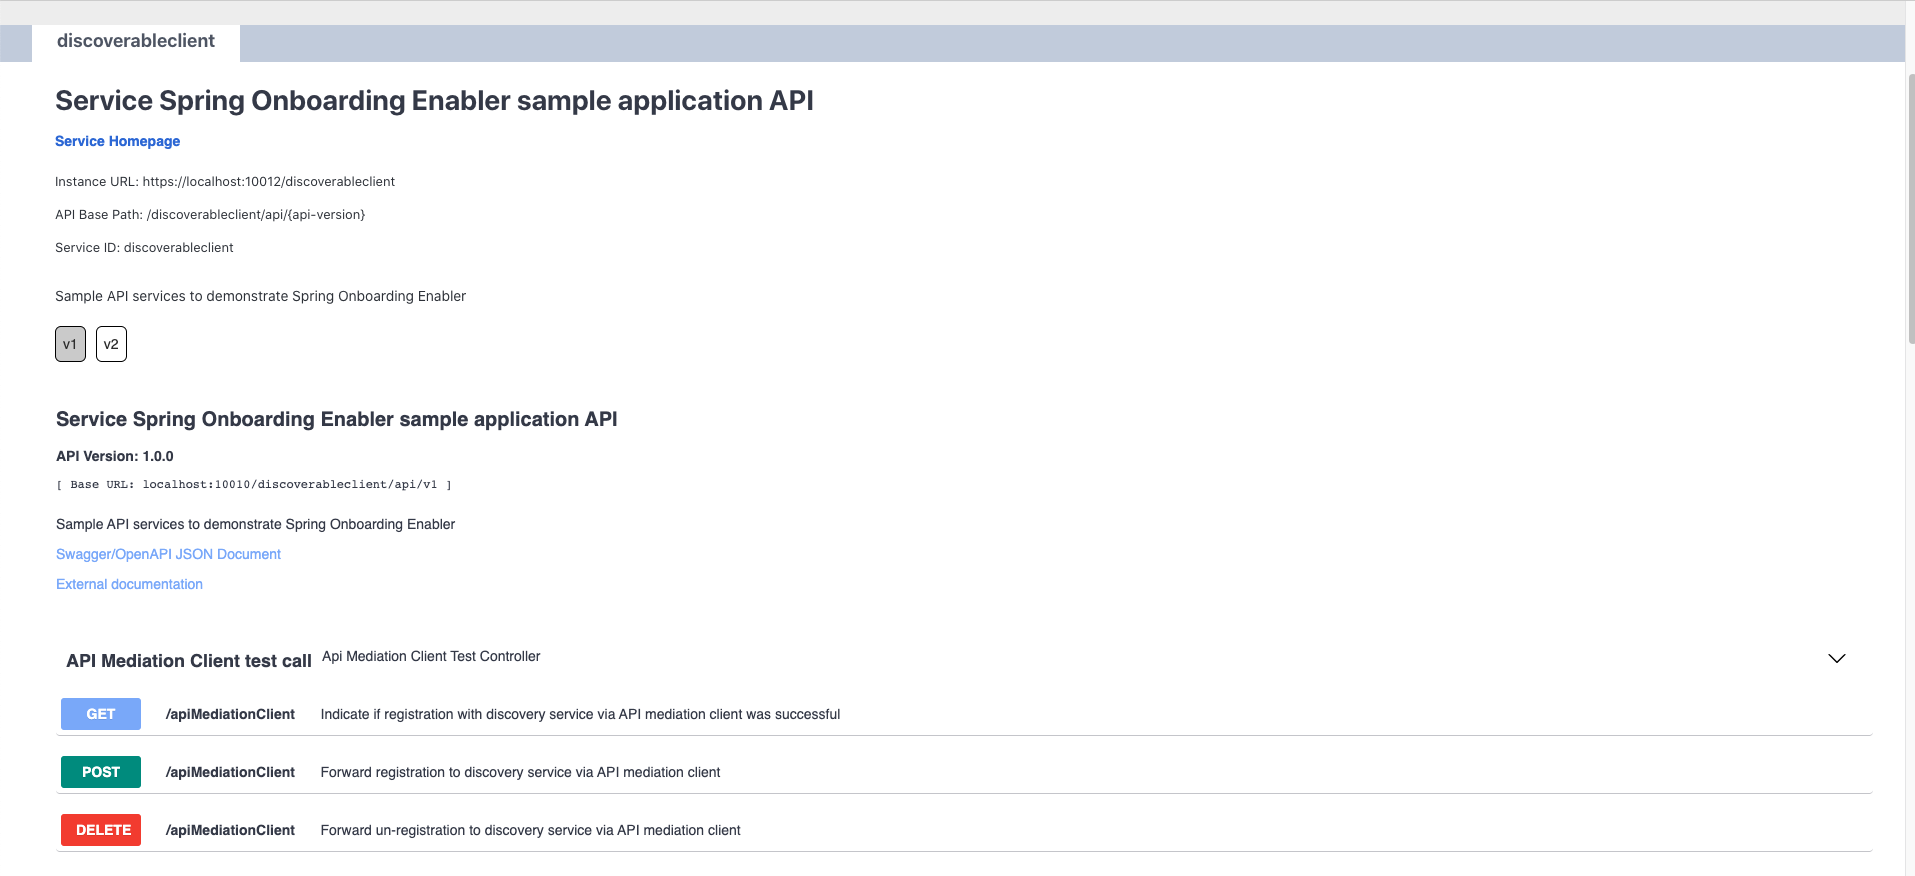 discoverableclient
Service Spring Onboarding Enabler sample application API
Service Homepage
Instance URL: https://localhost:10012/discoverableclient
API Base Path: /discoverableclient/api/{api-version}
Service ID: discoverableclient
Sample API services to demonstrate Spring Onboarding Enabler
v1 v2
Service Spring Onboarding Enabler sample application API
API Version: 1.0.0
[ Base URL: localhost:10010/discoverableclient/api/v1 ]
Sample API services to demonstrate Spring Onboarding Enabler
Swagger/OpenAPI JSON Document
External documentation
API Mediation Client test call Api Mediation Client Test Controller
GET /apiMediationClient Indicate if registration with discovery service via API mediation client was successful
POST /apiMediationClient Forward registration to discovery service via API mediation client
DELETE /apiMediationClient Forward un-registration to discovery service via API mediation client